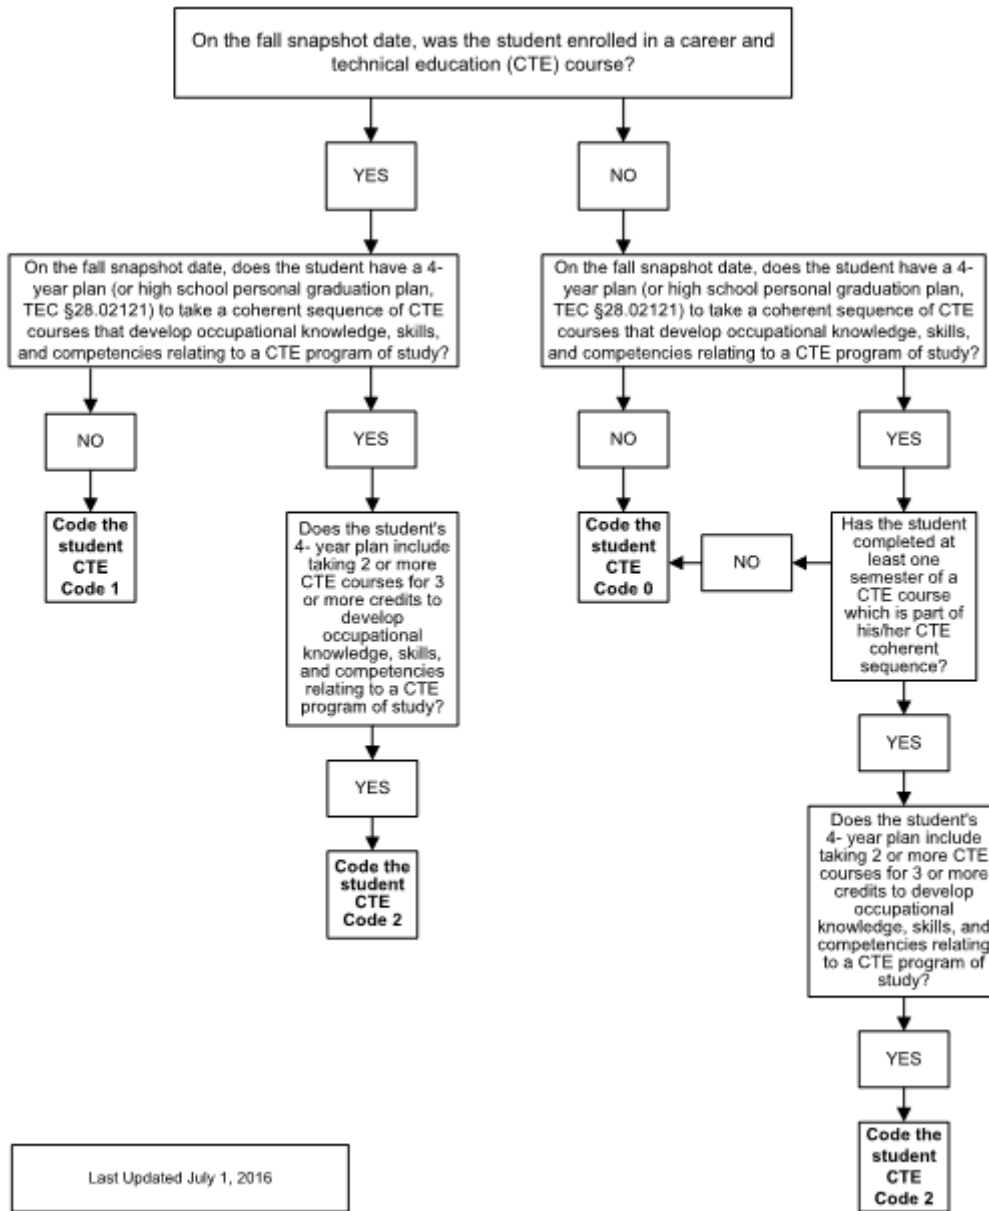 On the fall snapshot date, was the student enrolled in a career and
technical education (CTE) course?
YES
NO
On the fall snapshot date, does the student have a 4-
year plan (or high school personal graduation plan,
TEC §28.02121) to take a coherent sequence of CTE
courses that develop occupational knowledge, skills,
and competencies relating to a CTE program of study?
On the fall snapshot date, does the student have a 4-
year plan (or high school personal graduation plan,
TEC §28.02121) to take a coherent sequence of CTE
courses that develop occupational knowledge, skills,
and competencies relating to a CTE program of study?
NO
YES
NO
YES
Code the
student
CTE
Code 1
Does the student's
4- year plan include
taking 2 or more
CTE courses for 3
or more credits to
develop
occupational
knowledge, skills,
and competencies
relating to a CTE
program of study?
Code the
student
CTE
Code 0
NO
Has the student
completed at
least one
semester of a
CTE course
which is part of
his/her CTE
coherent
sequence?
YES
YES
Code the
student
CTE
Code 2
Does the student's
4- year plan include
taking 2 or more CTE
courses for 3 or more
credits to develop
occupational
knowledge, skills, and
competencies relating
to a CTE program of
study?
YES
Code the
student
CTE
Code 2
Last Updated July 1, 2016